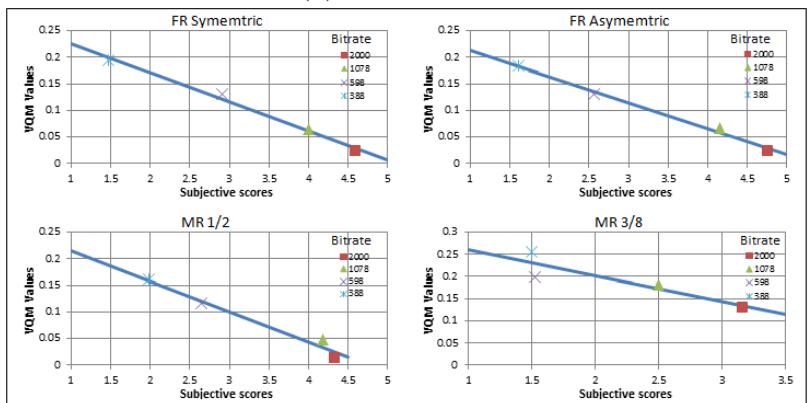 FR Symemtric
VQM Values
0.25
0.2
0.15
0.1
0.05
0
1 1.5 2 2.5 3 3.5 4 4.5 5
Subjective scores
Bitrate
2000
1078
598
388
FR Asymemtric
VQM Values
0.25
0.2
0.15
0.1
0.05
0
1 1.5 2 2.5 3 3.5 4 4.5 5
Subjective scores
Bitrate
2000
1078
598
388
MR 1/2
VQM Values
0.25
0.2
0.15
0.1
0.05
0
1 1.5 2 2.5 3 3.5 4 4.5 5
Subjective scores
Bitrate
2000
1078
598
388
MR 3/8
VQM Values
0.3
0.25
0.2
0.15
0.1
0.05
0
1 1.5 2 2.5 3 3.5
Subjective scores
Bitrate
2000
1078
598
388